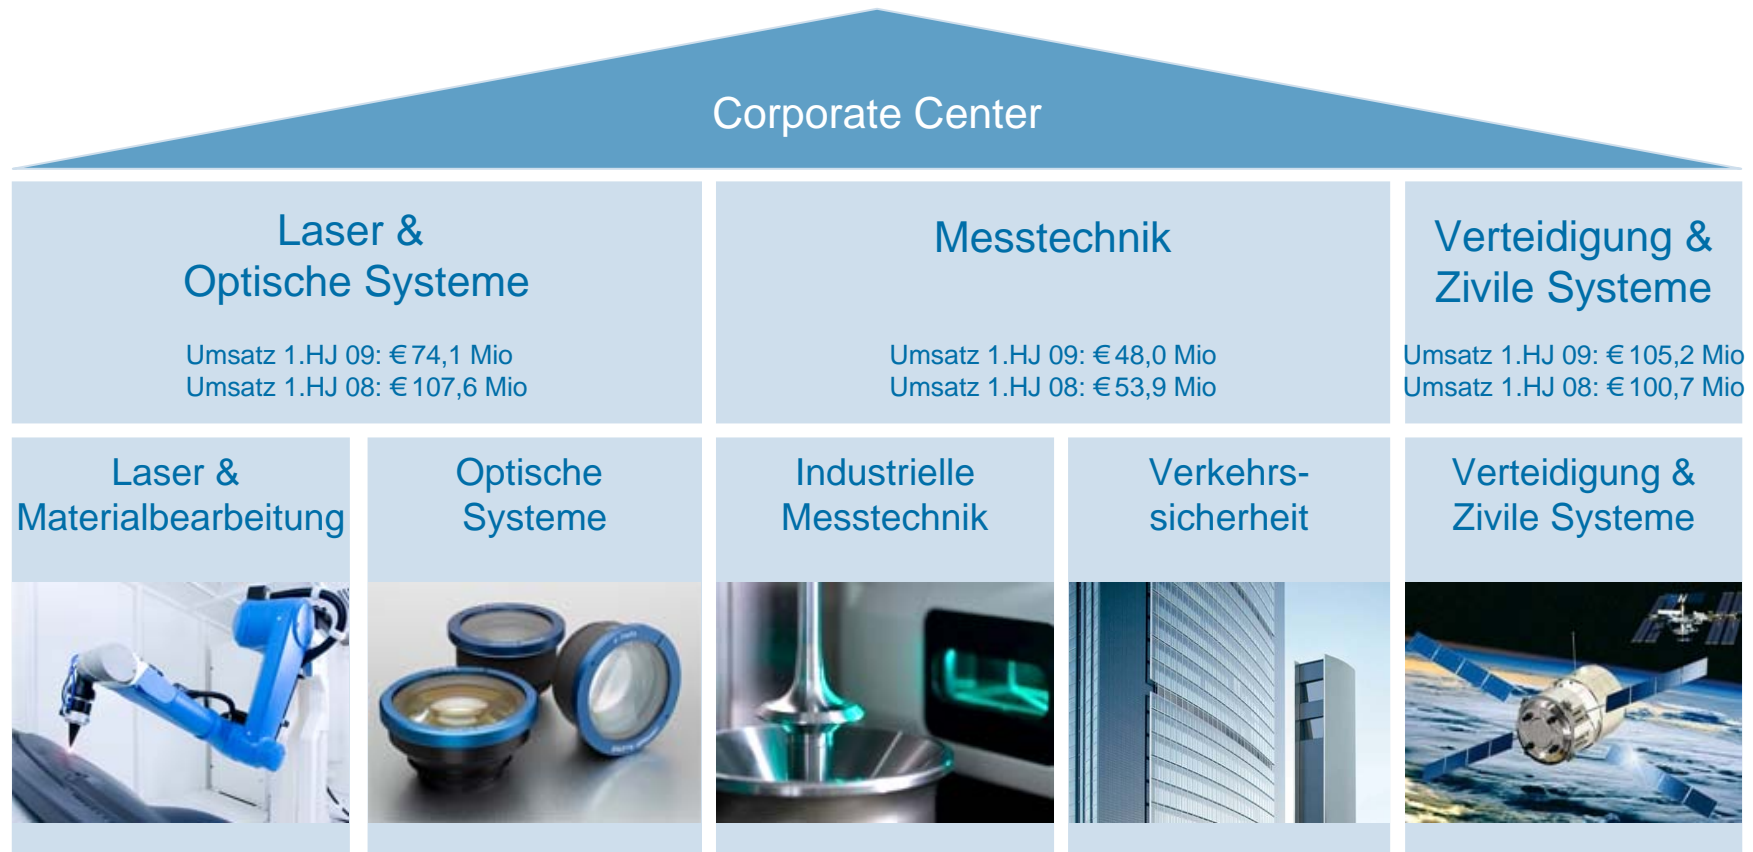 Corporate Center
Laser &
Optische Systeme
Umsatz 1.HJ 09: € 74,1 Mio
Umsatz 1.HJ 08: € 107,6 Mio
Messtechnik
Umsatz 1.HJ 09: € 48,0 Mio
Umsatz 1.HJ 08: € 53,9 Mio
Verteidigung &
Zivile Systeme
Umsatz 1.HJ 09: € 105,2 Mio
Umsatz 1.HJ 08: € 100,7 Mio
Laser &
Materialbearbeitung
Optische
Systeme
Industrielle
Messtechnik
Verkehrs-
sicherheit
Verteidigung &
Zivile Systeme